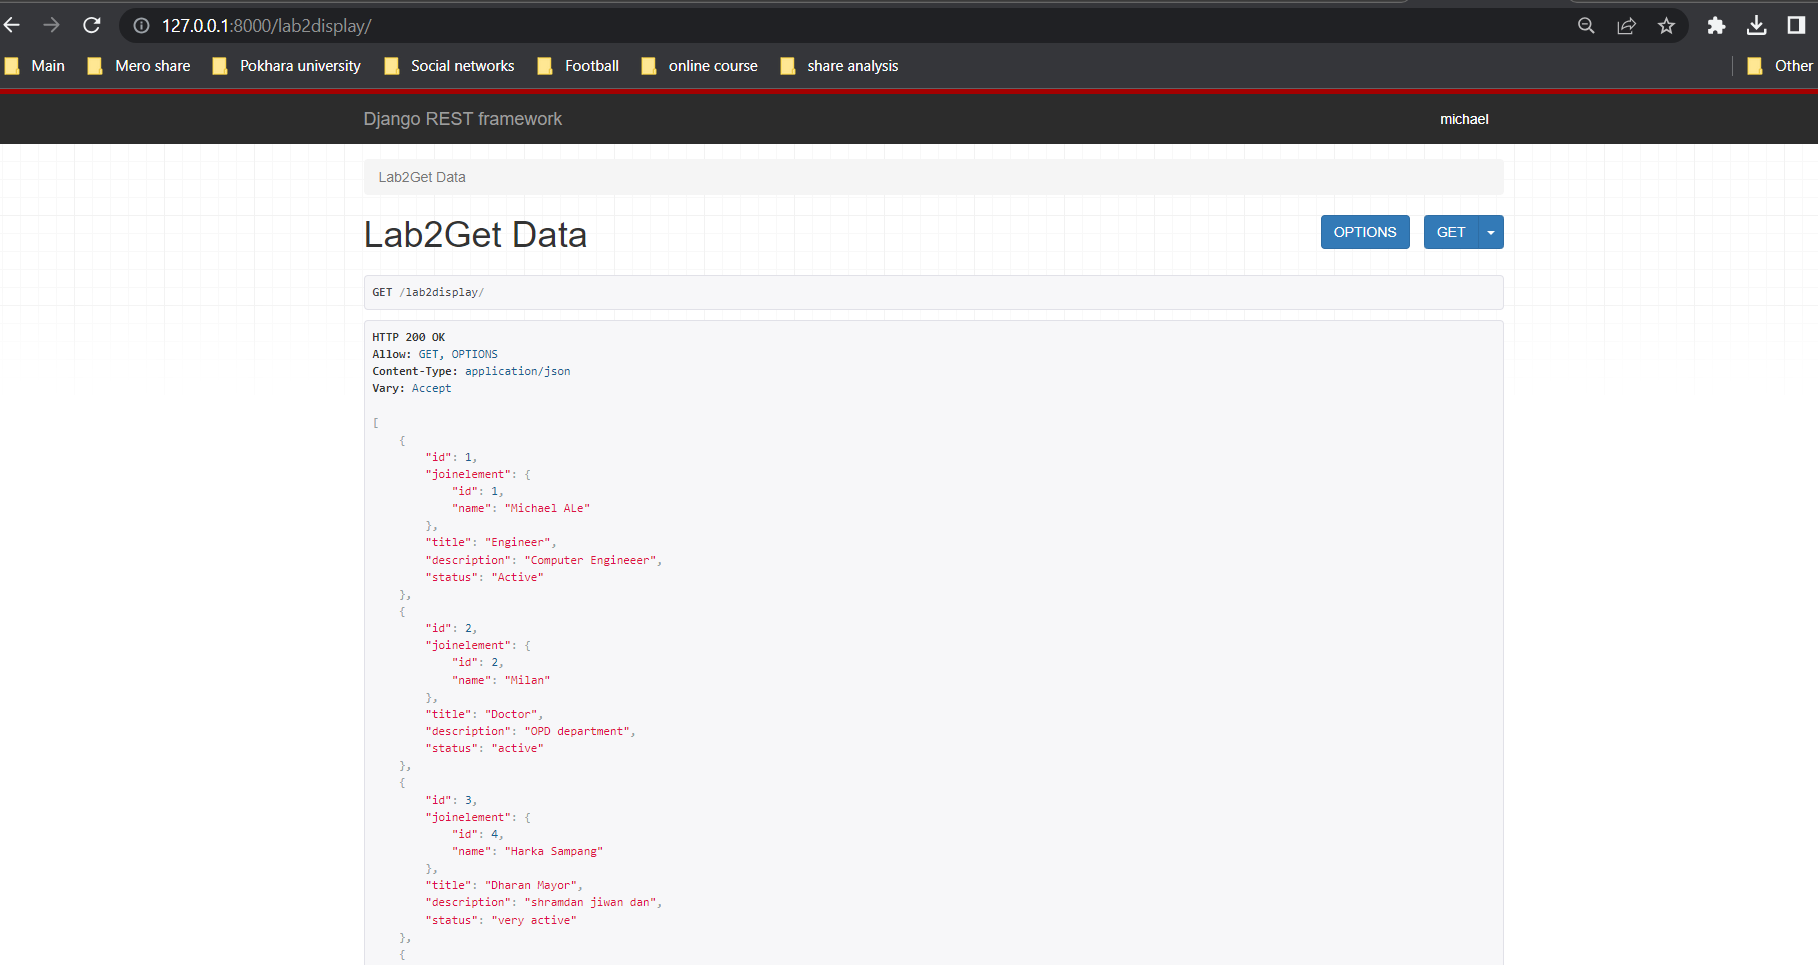 127.0.0.1:8000/lab2display/
Main Mero share Pokhara university Social networks Football online course share analysis Other
Django REST framework michael
Lab2Get Data
Lab2Get Data OPTIONS GET
GET /lab2display/
HTTP 200 OK
Allow: GET, OPTIONS
Content-Type: application/json
Vary: Accept
[
{
"id": 1,
"joinelement": {
"id": 1,
"name": "Michael ALe"
},
"title": "Engineer",
"description": "Computer Engineeer",
"status": "Active"
},
{
"id": 2,
"joinelement": {
"id": 2,
"name": "Milan"
},
"title": "Doctor",
"description": "OPD department",
"status": "active"
},
{
"id": 3,
"joinelement": {
"id": 4,
"name": "Harka Sampang"
},
"title": "Dharan Mayor",
"description": "shramdan jiwan dan",
"status": "very active"
},
{